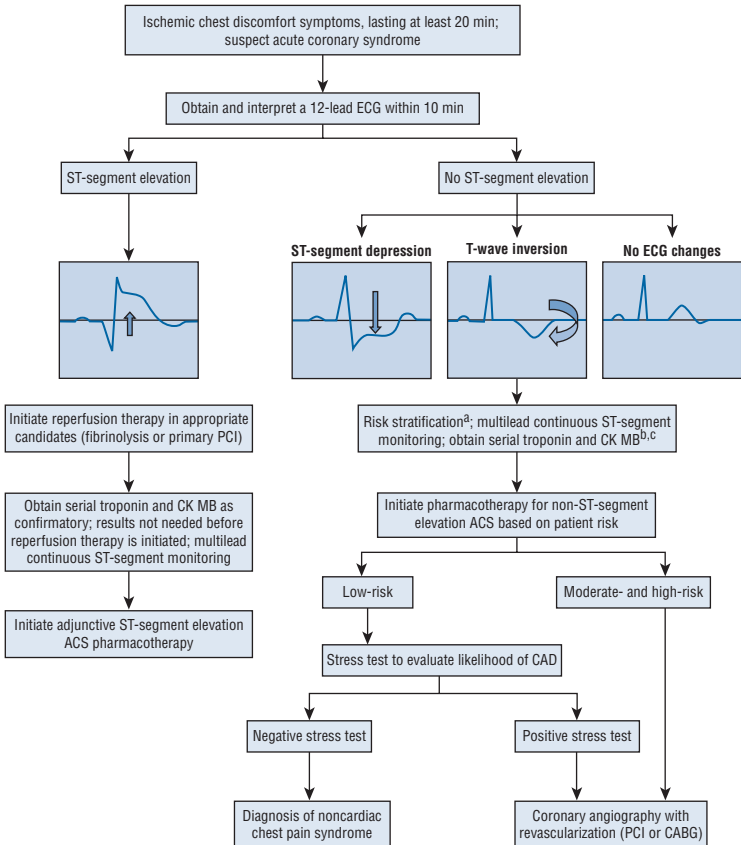 Ischemic chest discomfort symptoms, lasting at least 20 min;
suspect acute coronary syndrome
Obtain and interpret a 12-lead ECG within 10 min
ST-segment elevation
No ST-segment elevation
ST-segment depression
T-wave inversion
No ECG changes
Initiate reperfusion therapy in appropriate
candidates (fibrinolysis or primary PCI)
Risk stratificationᵃ; multilead continuous ST-segment
monitoring; obtain serial troponin and CK MBᵇ,ᶜ
Obtain serial troponin and CK MB as
confirmatory; results not needed before
reperfusion therapy is initiated; multilead
continuous ST-segment monitoring
Initiate pharmacotherapy for non-ST-segment
elevation ACS based on patient risk
Low-risk
Moderate- and high-risk
Initiate adjunctive ST-segment elevation
ACS pharmacotherapy
Stress test to evaluate likelihood of CAD
Negative stress test
Positive stress test
Diagnosis of noncardiac
chest pain syndrome
Coronary angiography with
revascularization (PCI or CABG)